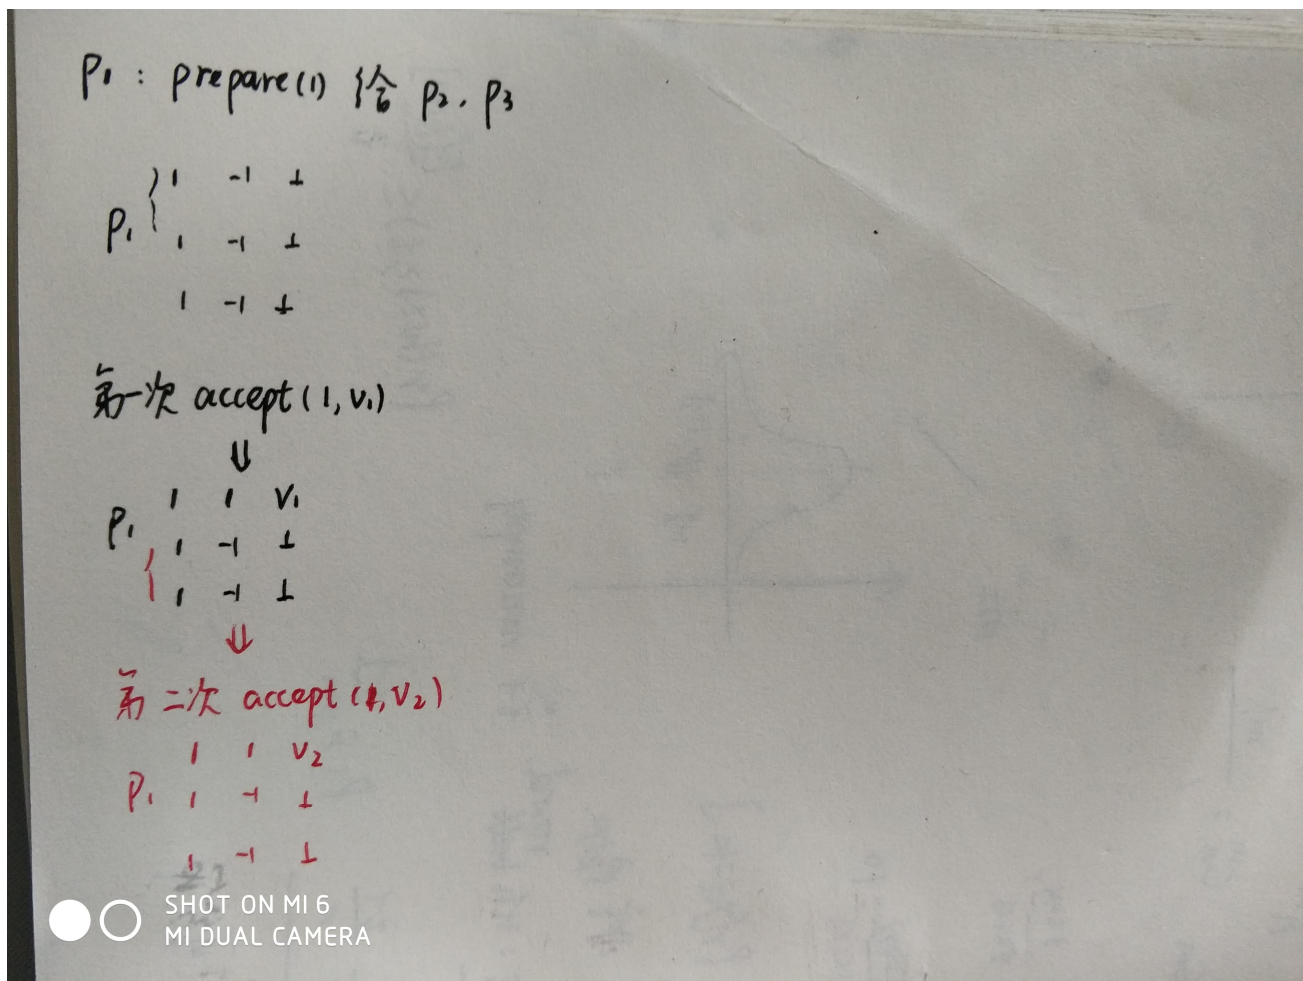 P1 : prepare(1) 给 P2, P3
1 -1 ⊥
P1 { 1 -1 ⊥
1 -1 ⊥
第一次 accept(1, v1)
⇓
1 1 V1
P1 1 -1 ⊥
{ 1 -1 ⊥
⇓
第二次 accept(1, V2)
1 1 V2
P1 1 -1 ⊥
1 -1 ⊥
SHOT ON MI 6
MI DUAL CAMERA